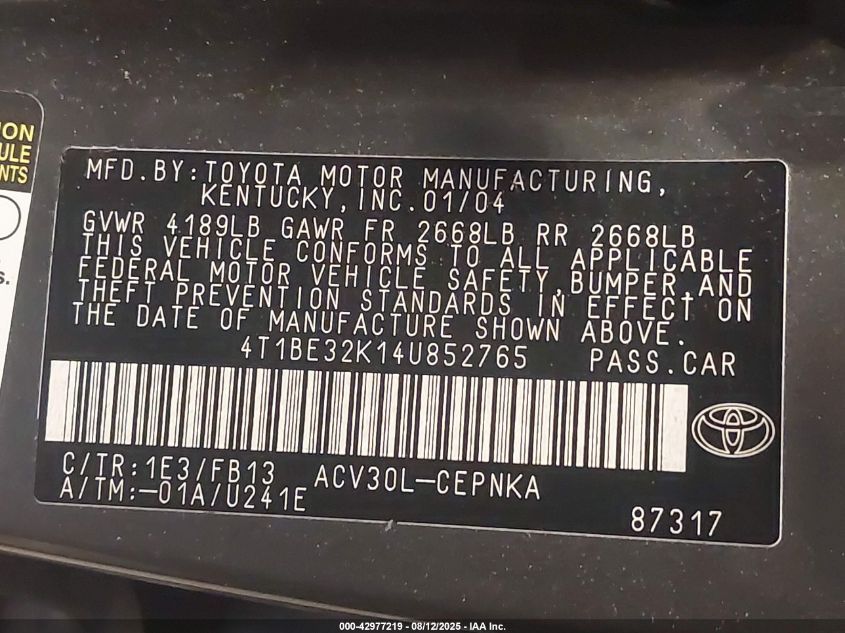 ION
ULE
NTS
s.
MFD.BY:TOYOTA MOTOR MANUFACTURING,
KENTUCKY,INC.01/04
GVWR 4189LB GAWR FR 2668LB RR 2668LB
THIS VEHICLE CONFORMS TO ALL APPLICABLE
FEDERAL MOTOR VEHICLE SAFETY,BUMPER,AND
THEFT PREVENTION STANDARDS IN EFFECT ON
THE DATE OF MANUFACTURE SHOWN ABOVE.
4T1BE32K14U852765 PASS.CAR
C/TR:1E3/FB13 ACV30L-CEPNKA
A/TM:-01A/U241E
87317
000-42977219 - 08/12/2025 - IAA Inc.